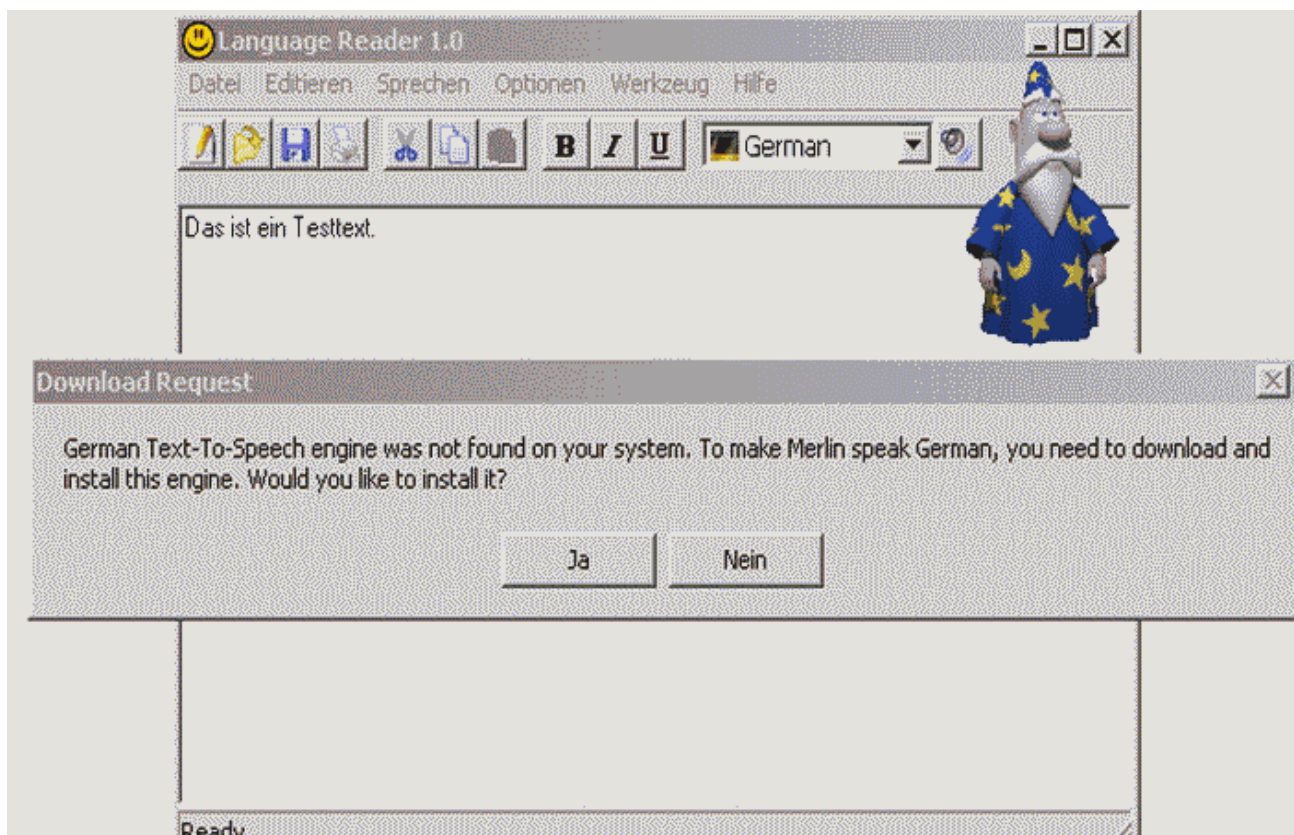 Language Reader 1.0
Datei Editieren Sprechen Optionen Werkzeug Hilfe
B I U German
Das ist ein Testtext.
Download Request
German Text-To-Speech engine was not found on your system. To make Merlin speak German, you need to download and
install this engine. Would you like to install it?
Ja Nein
Ready